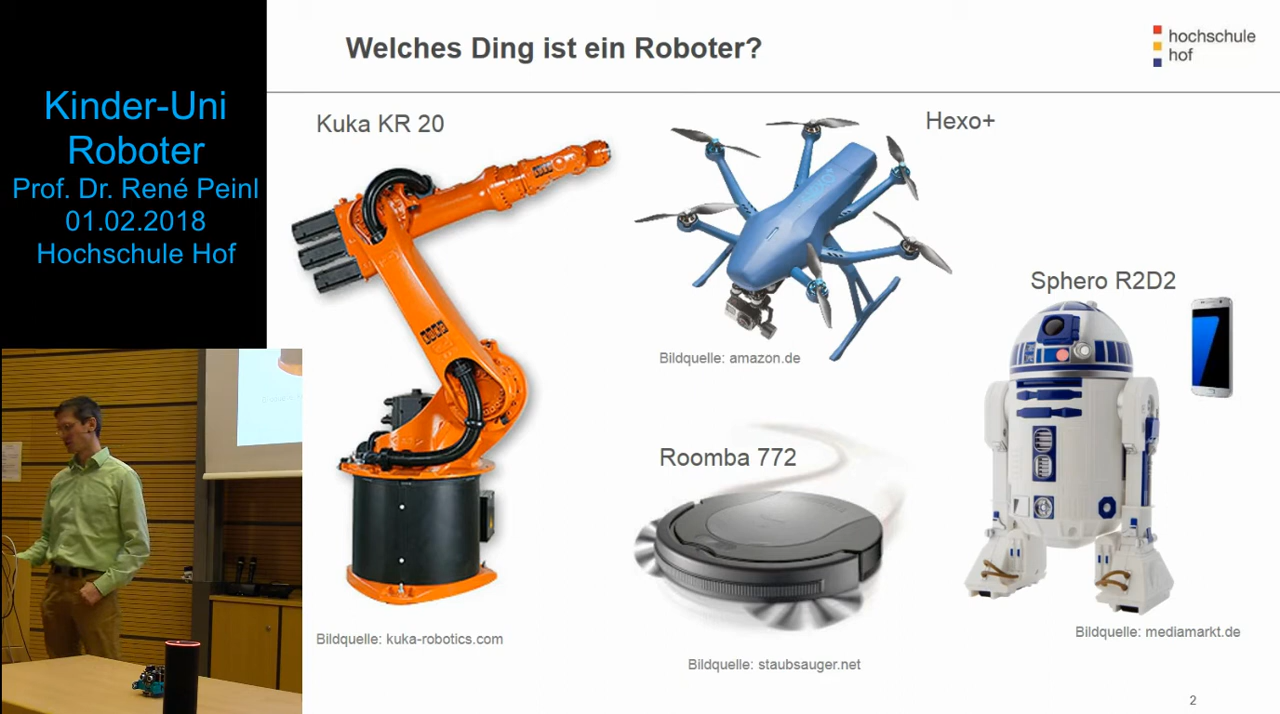 Kinder-Uni
Roboter
Prof. Dr. René Peinl
01.02.2018
Hochschule Hof
Welches Ding ist ein Roboter?
hochschule
hof
Kuka KR 20
Hexo+
Sphero R2D2
Bildquelle: amazon.de
Roomba 772
Bildquelle: kuka-robotics.com
Bildquelle: staubsauger.net
Bildquelle: mediamarkt.de
2